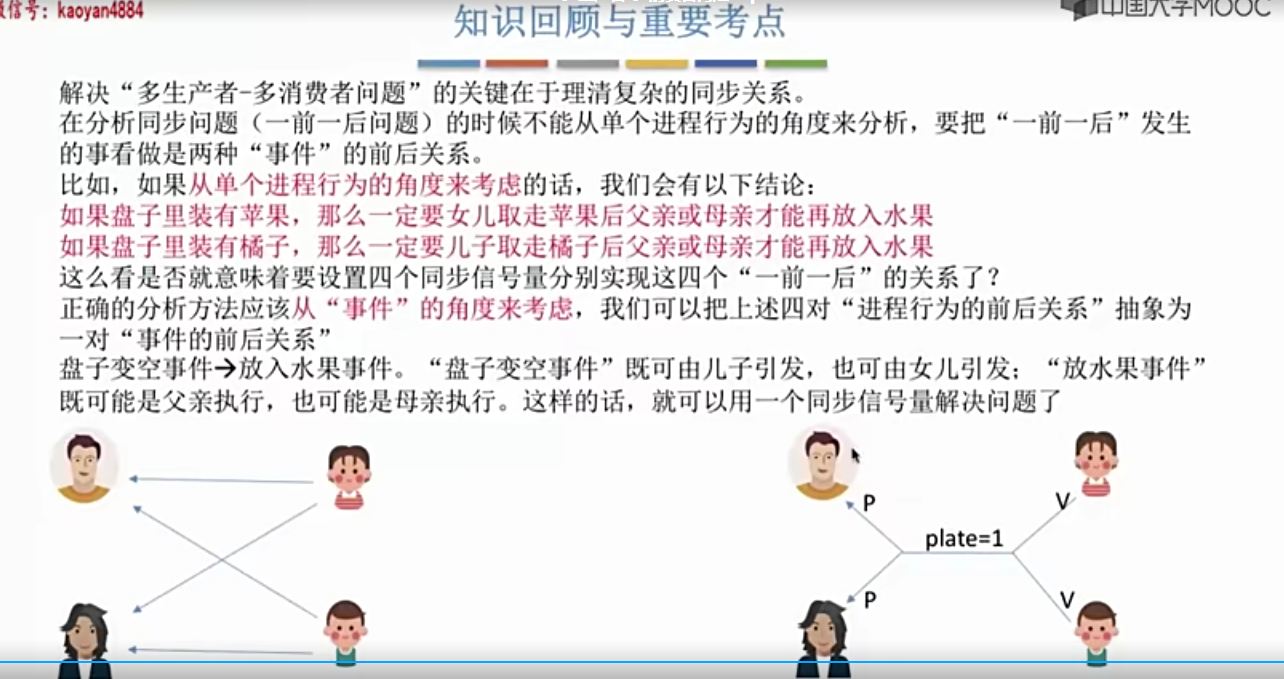 微信号：kaoyan4884
中国大学MOOC
知识回顾与重要考点
解决“多生产者-多消费者问题”的关键在于理清复杂的同步关系。
在分析同步问题（一前一后问题）的时候不能从单个进程行为的角度来分析，要把“一前一后”发生
的事看做是两种“事件”的前后关系。
比如，如果从单个进程行为的角度来考虑的话，我们会有以下结论：
如果盘子里装有苹果，那么一定要女儿取走苹果后父亲或母亲才能再放入水果
如果盘子里装有橘子，那么一定要儿子取走橘子后父亲或母亲才能再放入水果
这么看是否就意味着要设置四个同步信号量分别实现这四个“一前一后”的关系了？
正确的分析方法应该从“事件”的角度来考虑，我们可以把上述四对“进程行为的前后关系”抽象为
一对“事件的前后关系”
盘子变空事件→放入水果事件。“盘子变空事件”既可由儿子引发，也可由女儿引发；“放水果事件”
既可能是父亲执行，也可能是母亲执行。这样的话，就可以用一个同步信号量解决问题了
P
V
plate=1
P
V